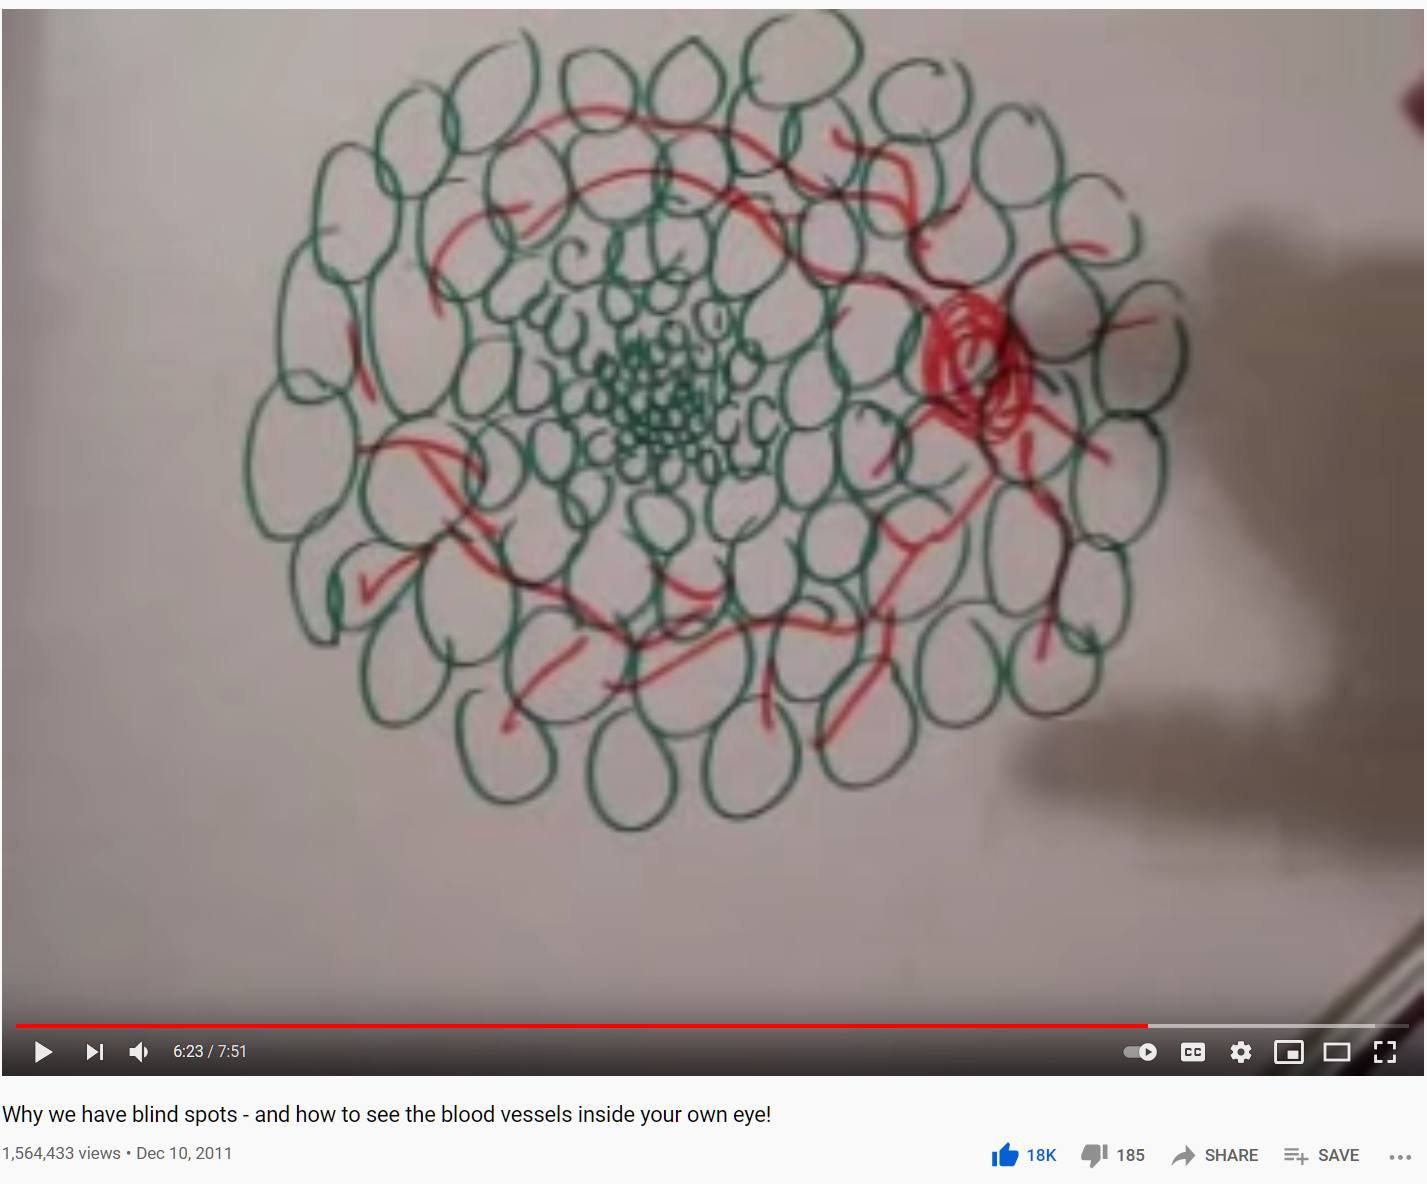 6:23 / 7:51
CC
Why we have blind spots - and how to see the blood vessels inside your own eye!
1,564,433 views • Dec 10, 2011
18K 185 SHARE SAVE